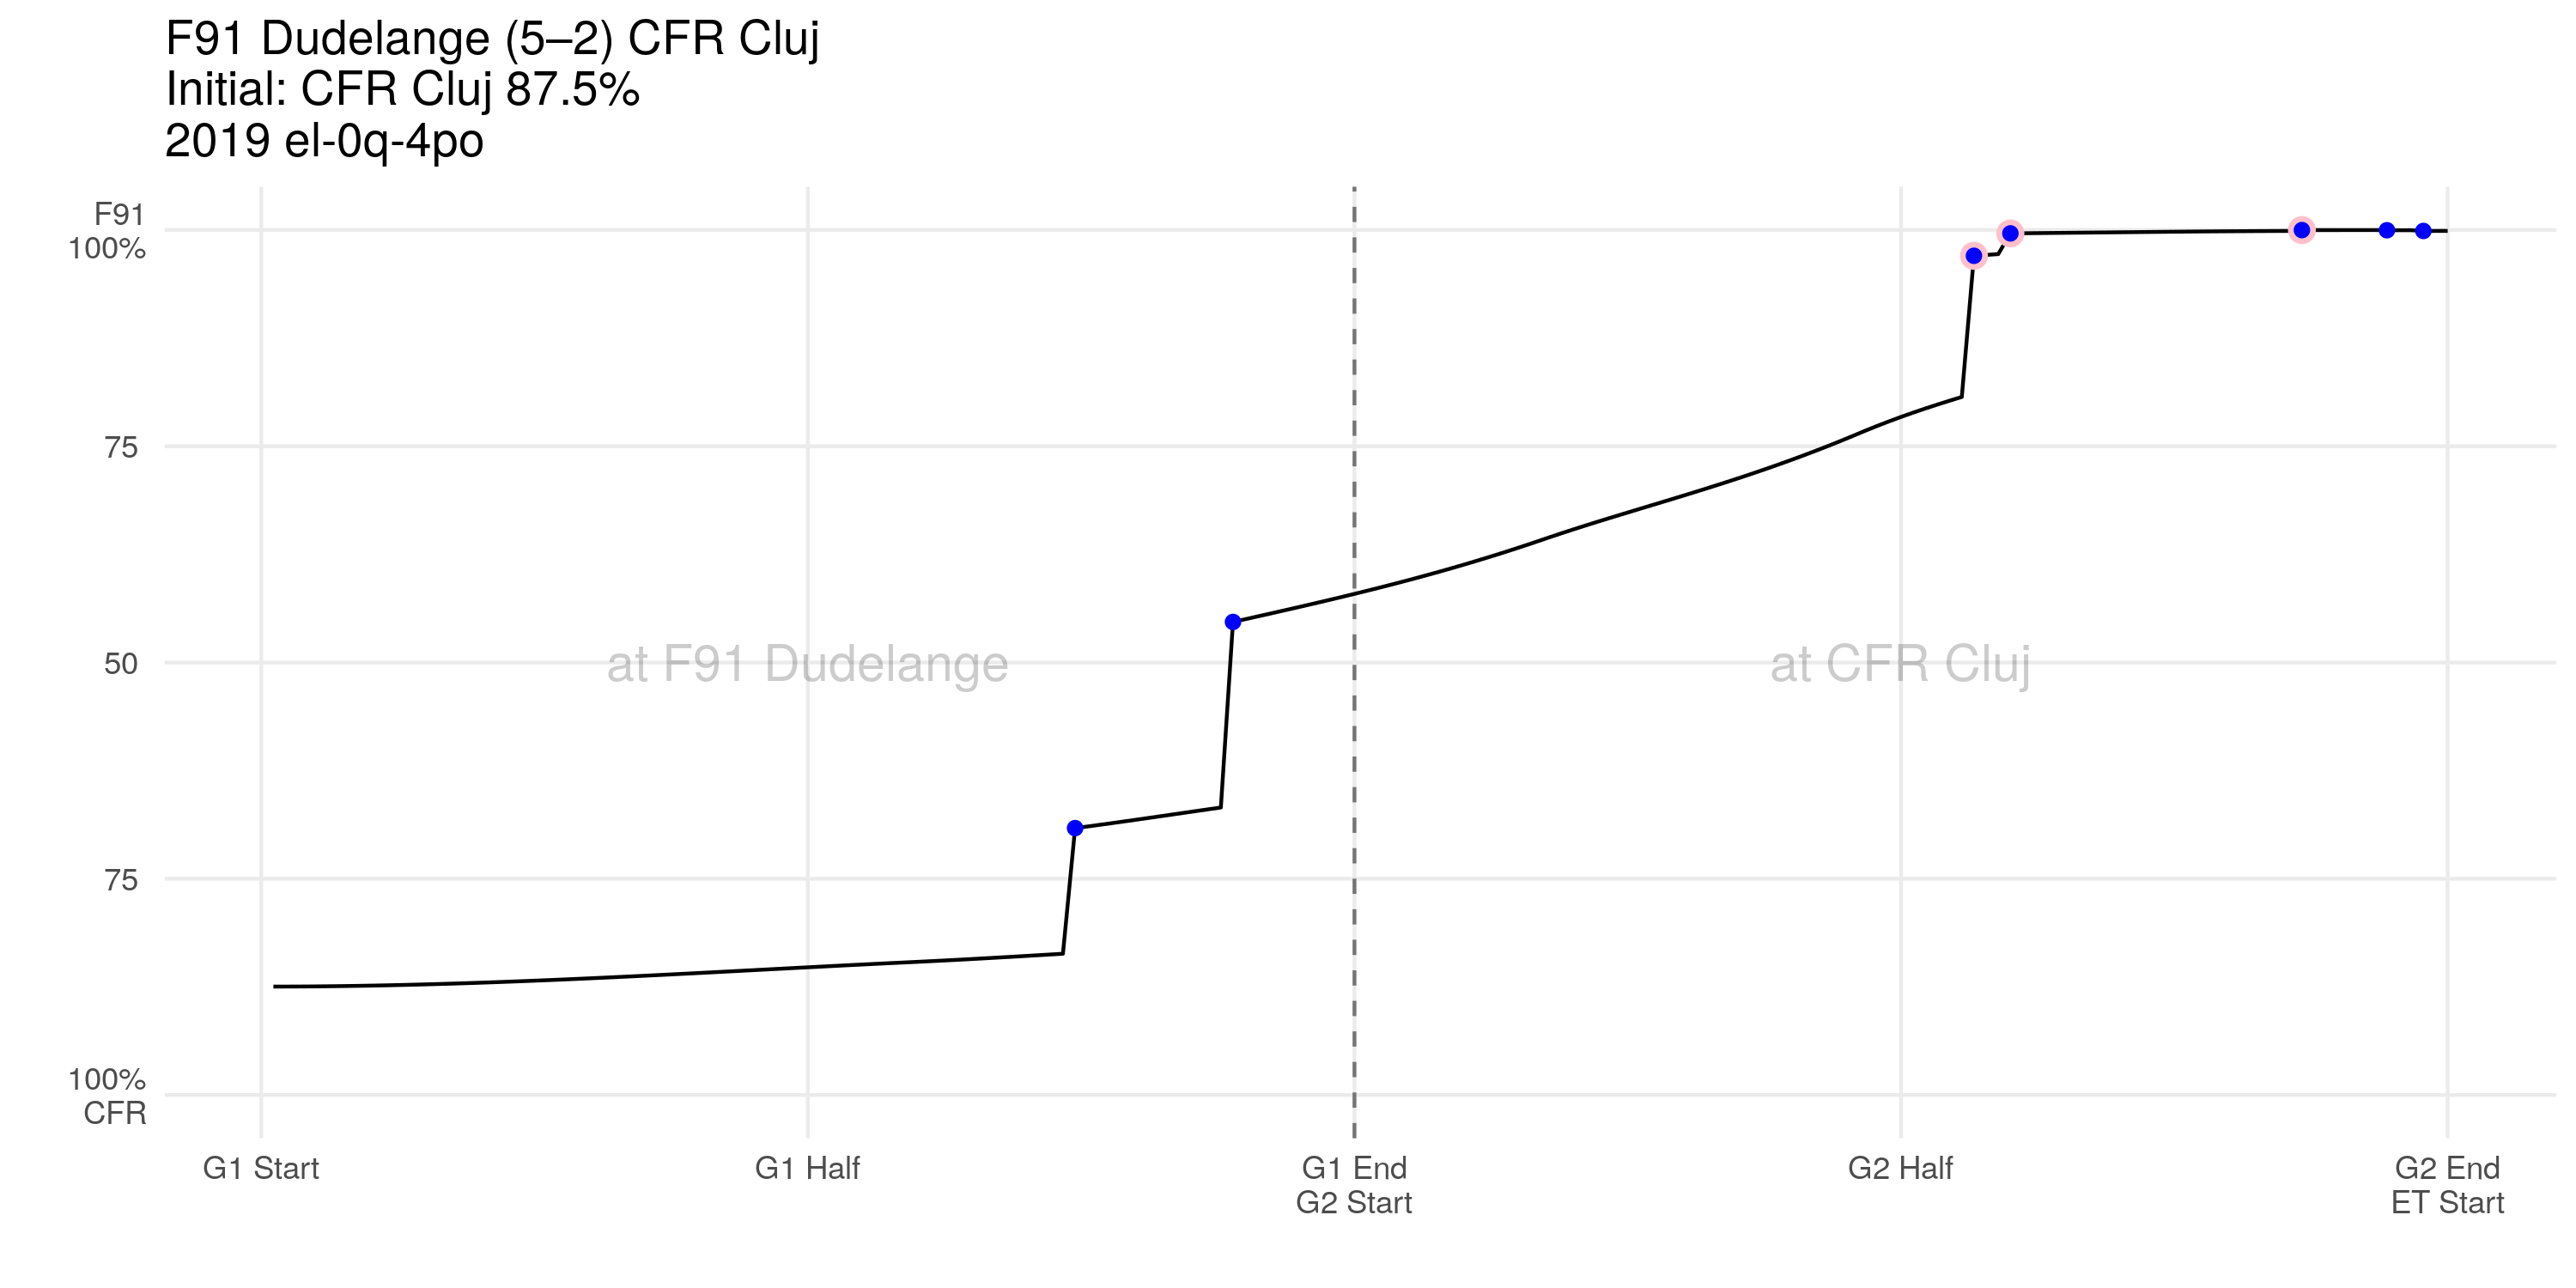 F91 Dudelange (5–2) CFR Cluj
Initial: CFR Cluj 87.5%
2019 el-0q-4po
F91
100%
75
50
75
100%
CFR
at F91 Dudelange
at CFR Cluj
G1 Start
G1 Half
G1 End
G2 Start
G2 Half
G2 End
ET Start